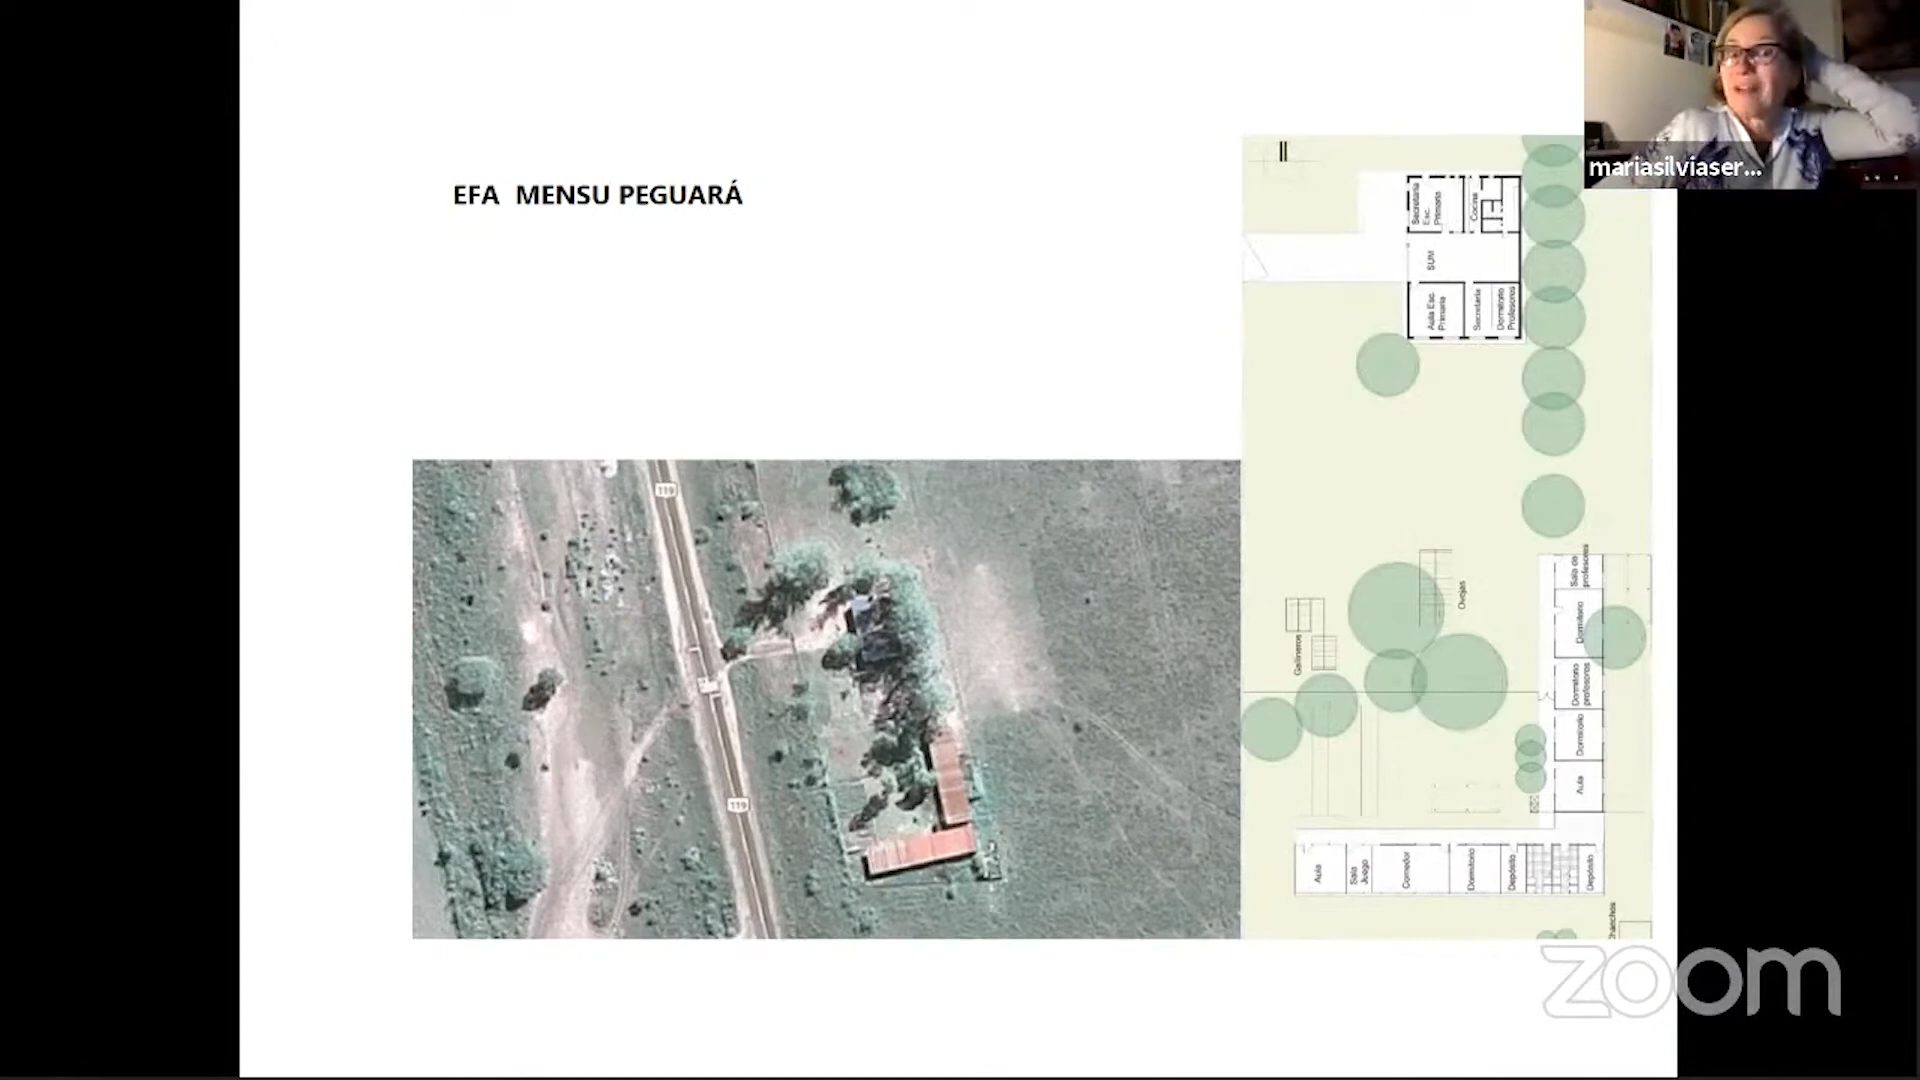 mariasilviaser...
EFA MENSU PEGUARÁ
Secretaria
Esc.
Primaria
Cocina
SUM
Aula Esc.
Primaria
Secretaría
Dormitorio
Profesores
119
119
Ovejas
Gallineros
Sala de
profesores
Dormitorio
Dormitorio
profesores
Dormitorio
Aula
Aula
Sala
Juego
Comedor
Dormitorio
Depósito
Depósito
Chanchos
zoom